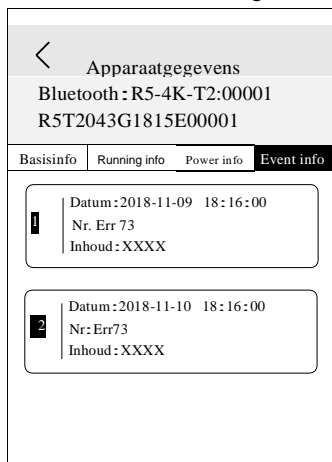 Apparaatgegevens
Bluetooth:R5-4K-T2:00001
R5T2043G1815E00001
Basisinfo Running info Power info Event info
1
Datum:2018-11-09 18:16:00
Nr. Err 73
Inhoud:XXXX
2
Datum:2018-11-10 18:16:00
Nr:Err73
Inhoud:XXXX